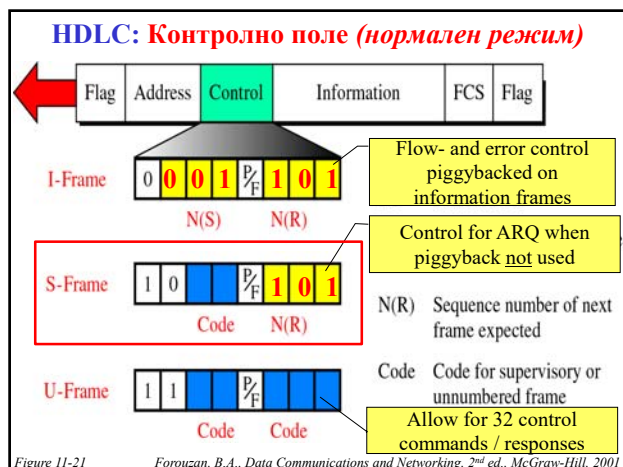 HDLC: Контролно поле (нормален режим)
Flag Address Control Information FCS Flag
Flow- and error control
piggybacked on
information frames
I-Frame 0 0 0 1 P/F 1 0 1
N(S) N(R)
Control for ARQ when
piggyback not used
S-Frame 1 0 P/F 1 0 1
Code N(R)
N(R) Sequence number of next
frame expected
Code Code for supervisory or
unnumbered frame
U-Frame 1 1 P/F
Code Code
Allow for 32 control
commands / responses
Figure 11-21 Forouzan, B.A., Data Communications and Networking, 2nd ed., McGraw-Hill, 2001